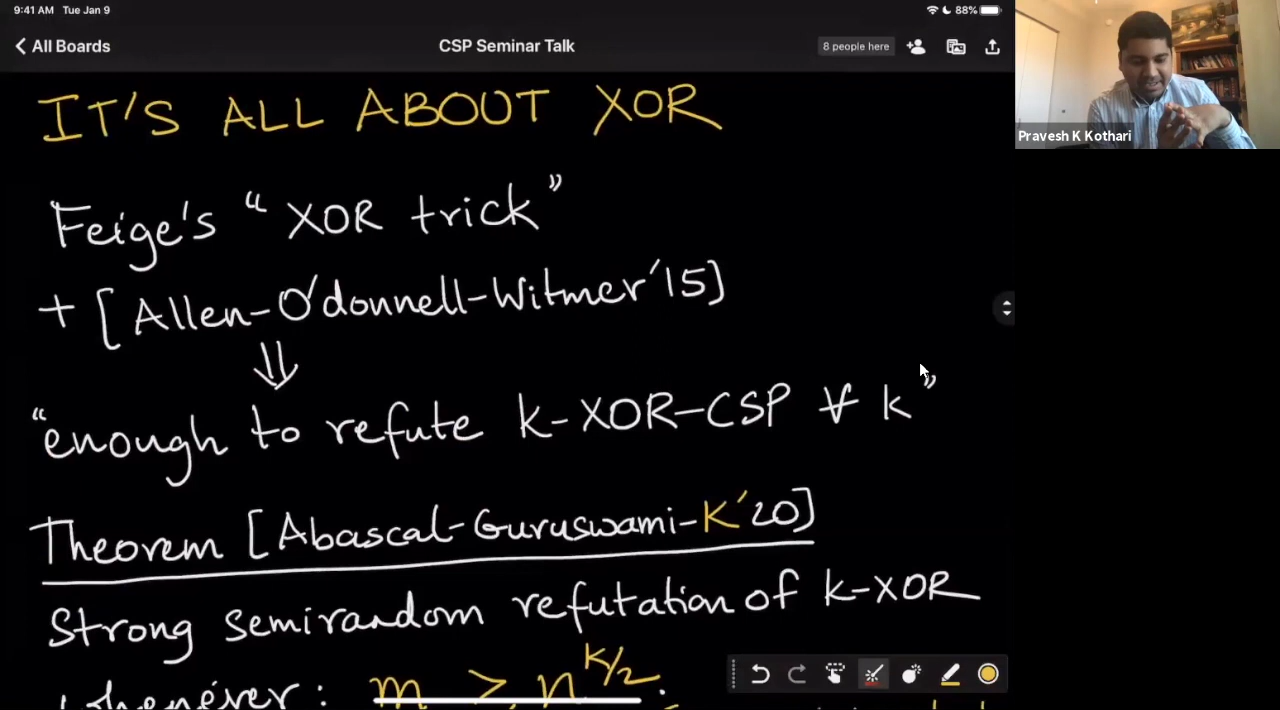 9:41 AM Tue Jan 9
88%
All Boards
CSP Seminar Talk
8 people here
Pravesh K Kothari
IT'S ALL ABOUT XOR
Feige's "XOR trick"
+ [Allen-O'donnell-Witmer'15]
⇓
"enough to refute k-XOR-CSP ∀ k"
Theorem [Abascal-Guruswami-K'20]
Strong semirandom refutation of k-XOR
whenever: m > n^{k/2}